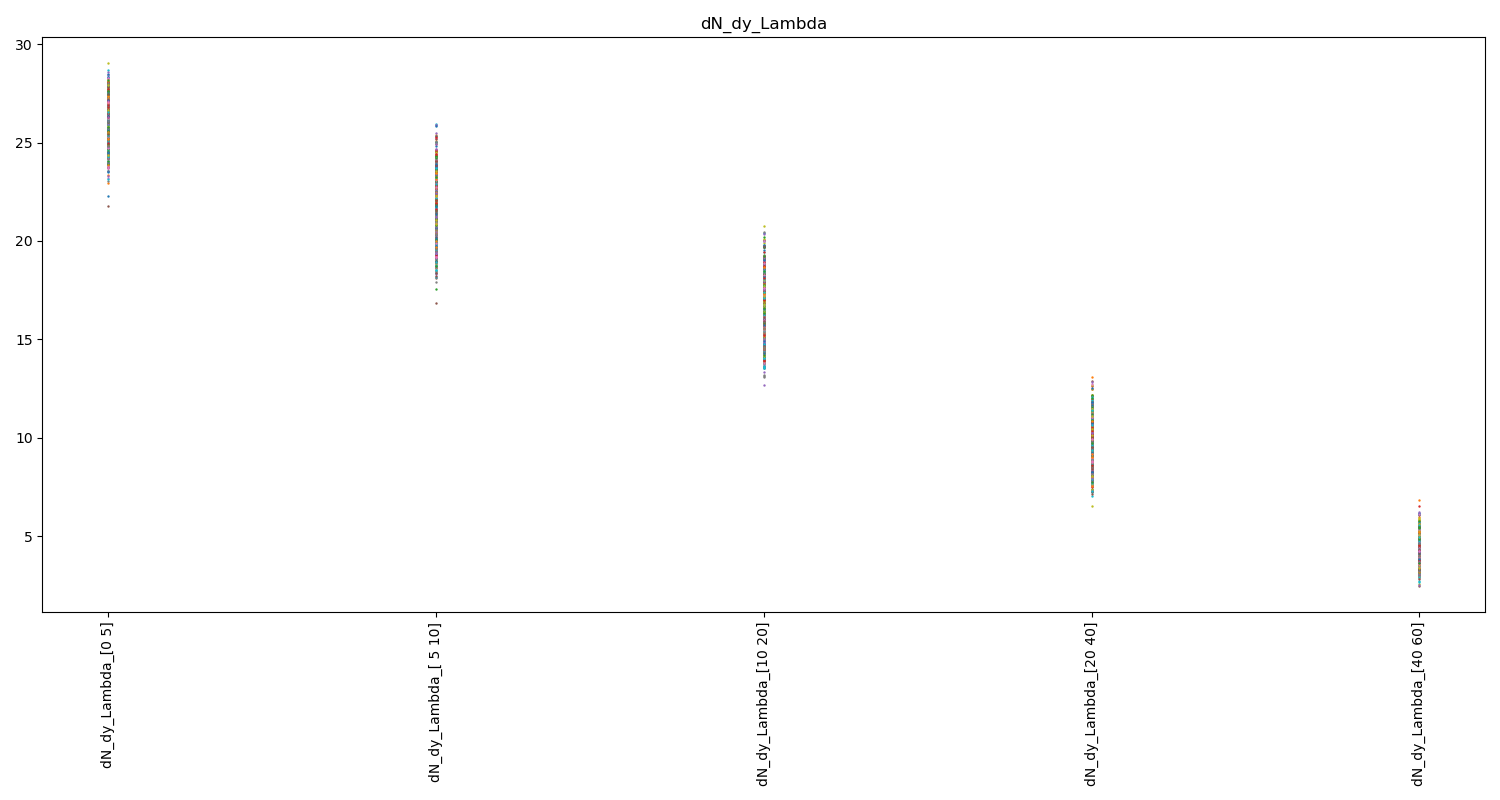 dN_dy_Lambda
30
25
20
15
10
5
dN_dy_Lambda_[0 5]
dN_dy_Lambda_[ 5 10]
dN_dy_Lambda_[10 20]
dN_dy_Lambda_[20 40]
dN_dy_Lambda_[40 60]